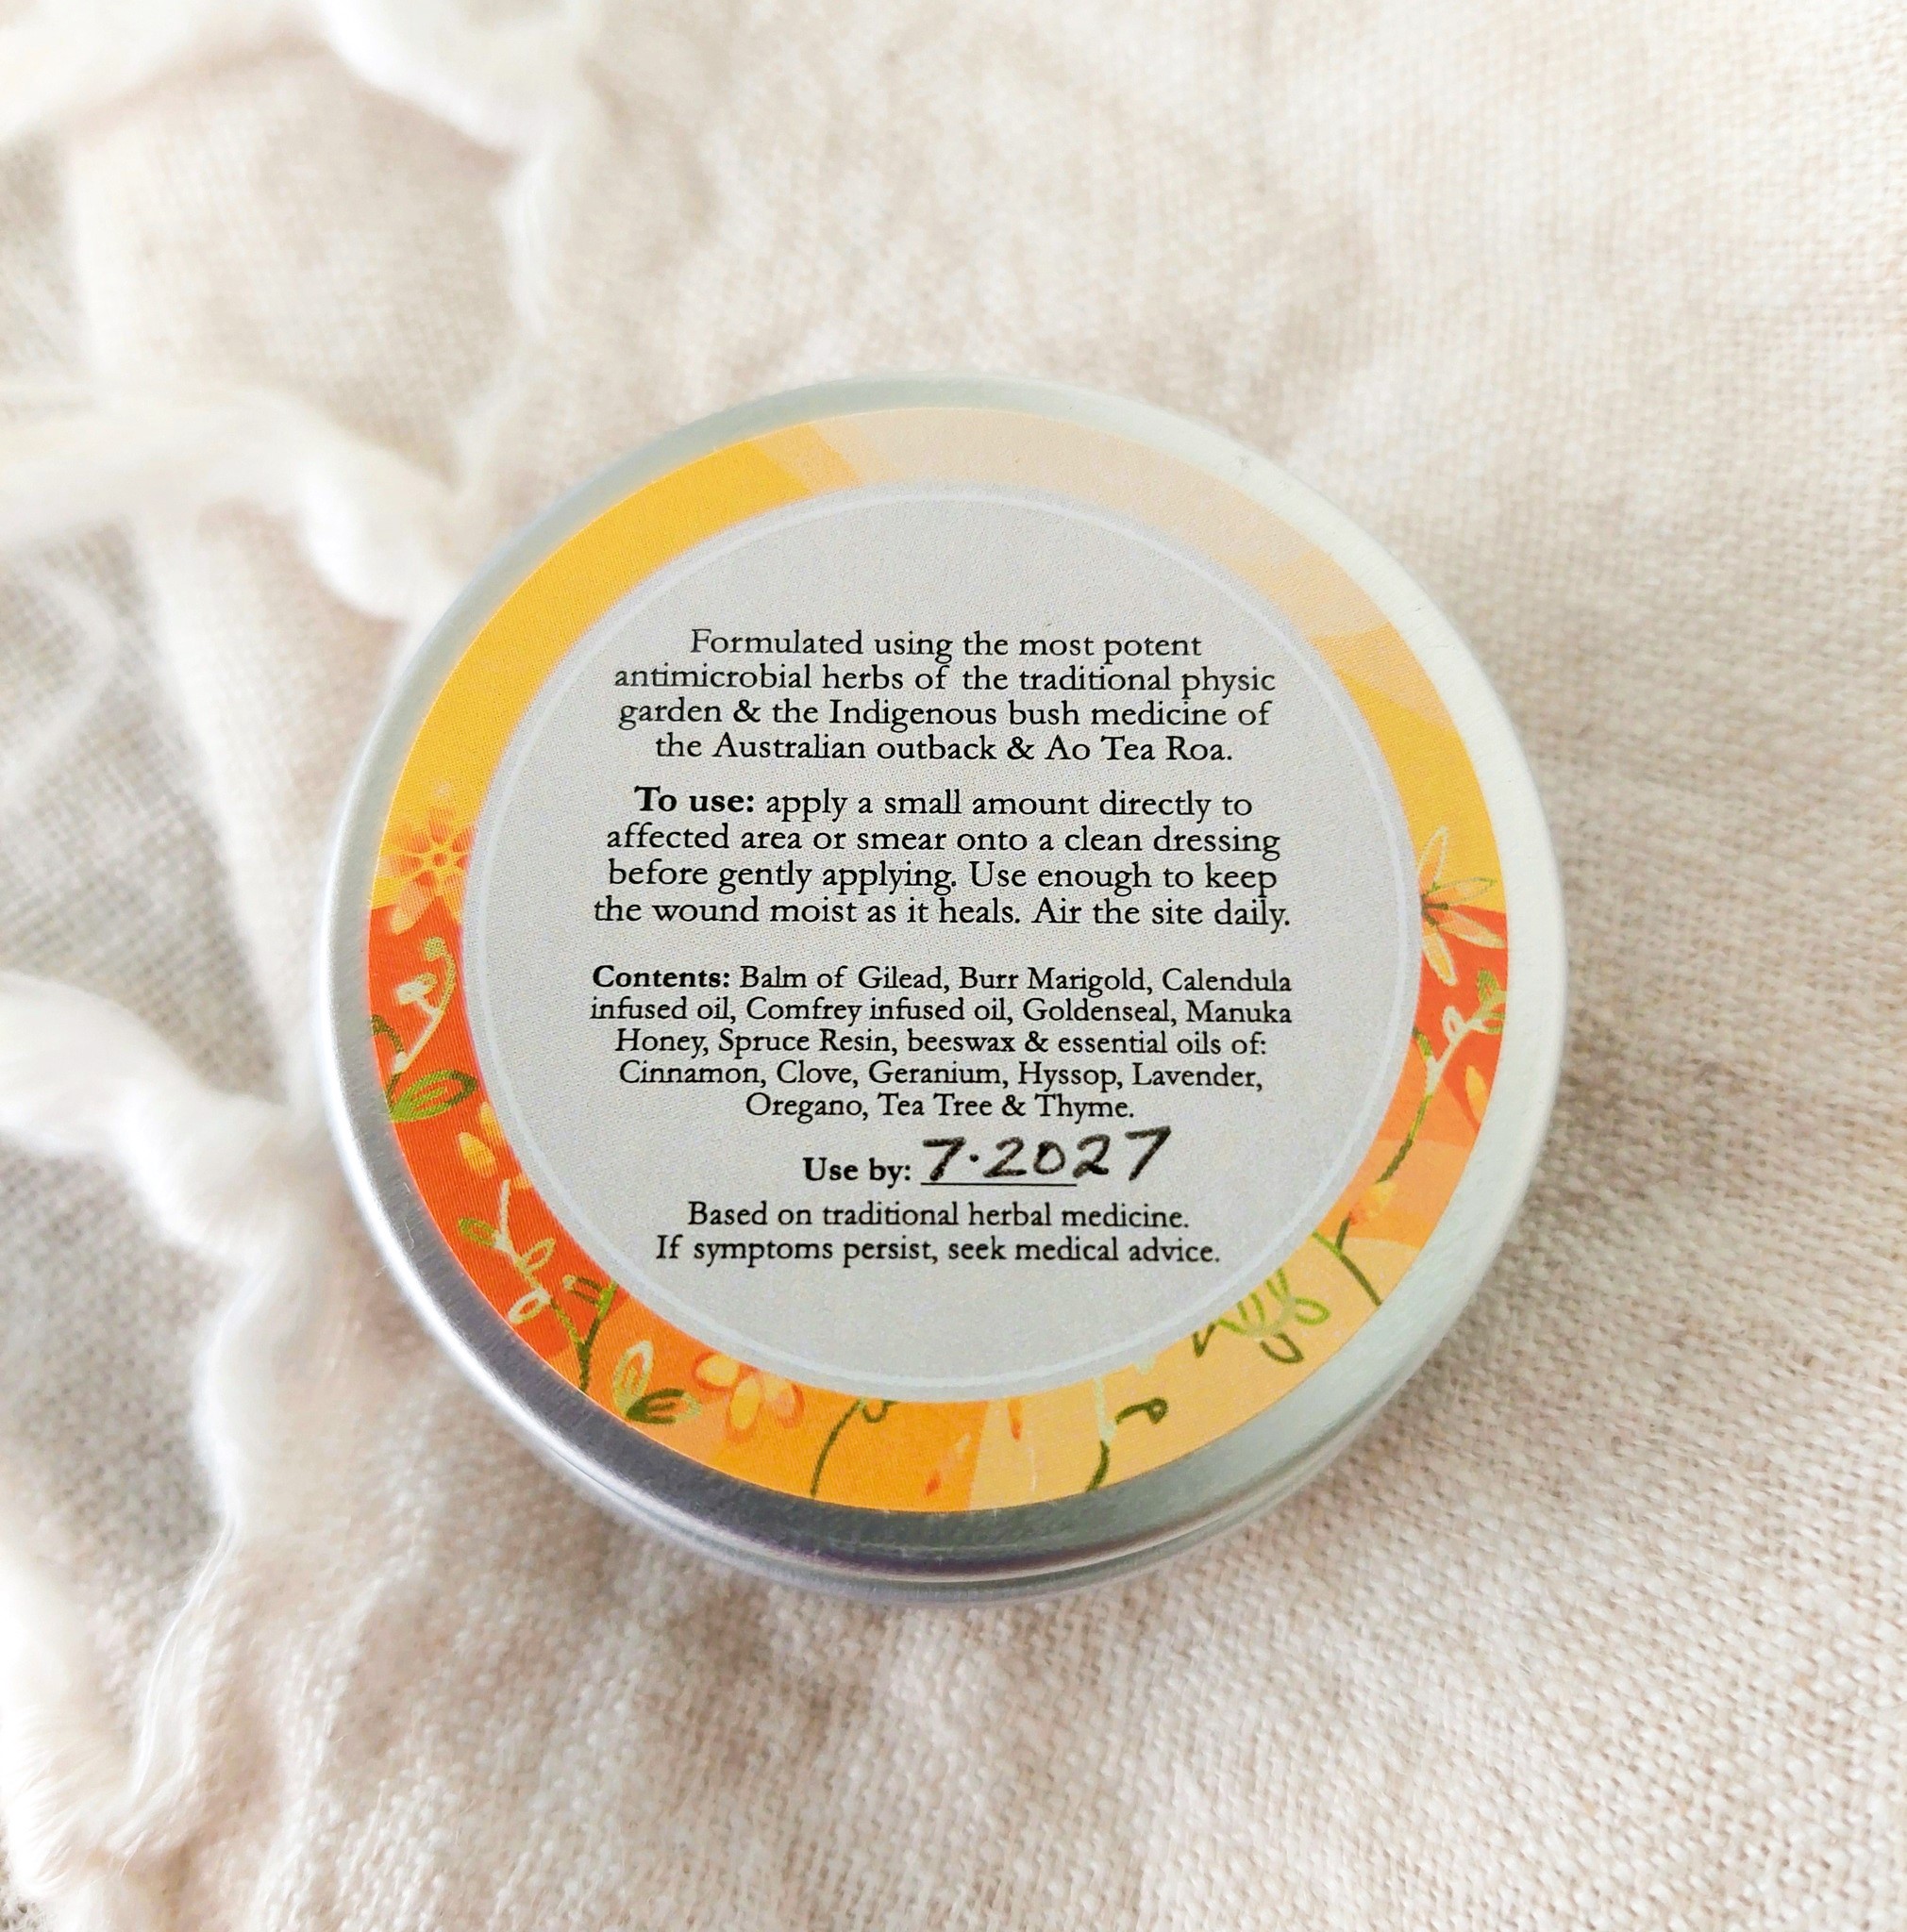 Formulated using the most potent
antimicrobial herbs of the traditional physic
garden & the Indigenous bush medicine of
the Australian outback & Ao Tea Roa.
To use: apply a small amount directly to
affected area or smear onto a clean dressing
before gently applying. Use enough to keep
the wound moist as it heals. Air the site daily.
Contents: Balm of Gilead, Burr Marigold, Calendula
infused oil, Comfrey infused oil, Goldenseal, Manuka
Honey, Spruce Resin, beeswax & essential oils of:
Cinnamon, Clove, Geranium, Hyssop, Lavender,
Oregano, Tea Tree & Thyme.
Use by: 7.2027
Based on traditional herbal medicine.
If symptoms persist, seek medical advice.